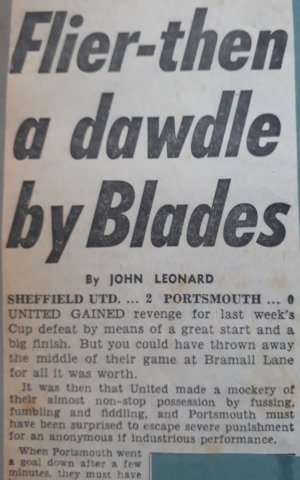 Flier-then
a dawdle
by Blades
By JOHN LEONARD
SHEFFIELD UTD. ... 2 PORTSMOUTH ... 0
UNITED GAINED revenge for last week's
Cup defeat by means of a great start and a
big finish. But you could have thrown away
the middle of their game at Bramall Lane
for all it was worth.
It was then that United made a mockery of
their almost non-stop possession by fussing,
fumbling and fiddling, and Portsmouth must
have been surprised to escape severe punishment
for an anonymous if industrious performance.
When Portsmouth went
a goal down after a few
minutes, they must have